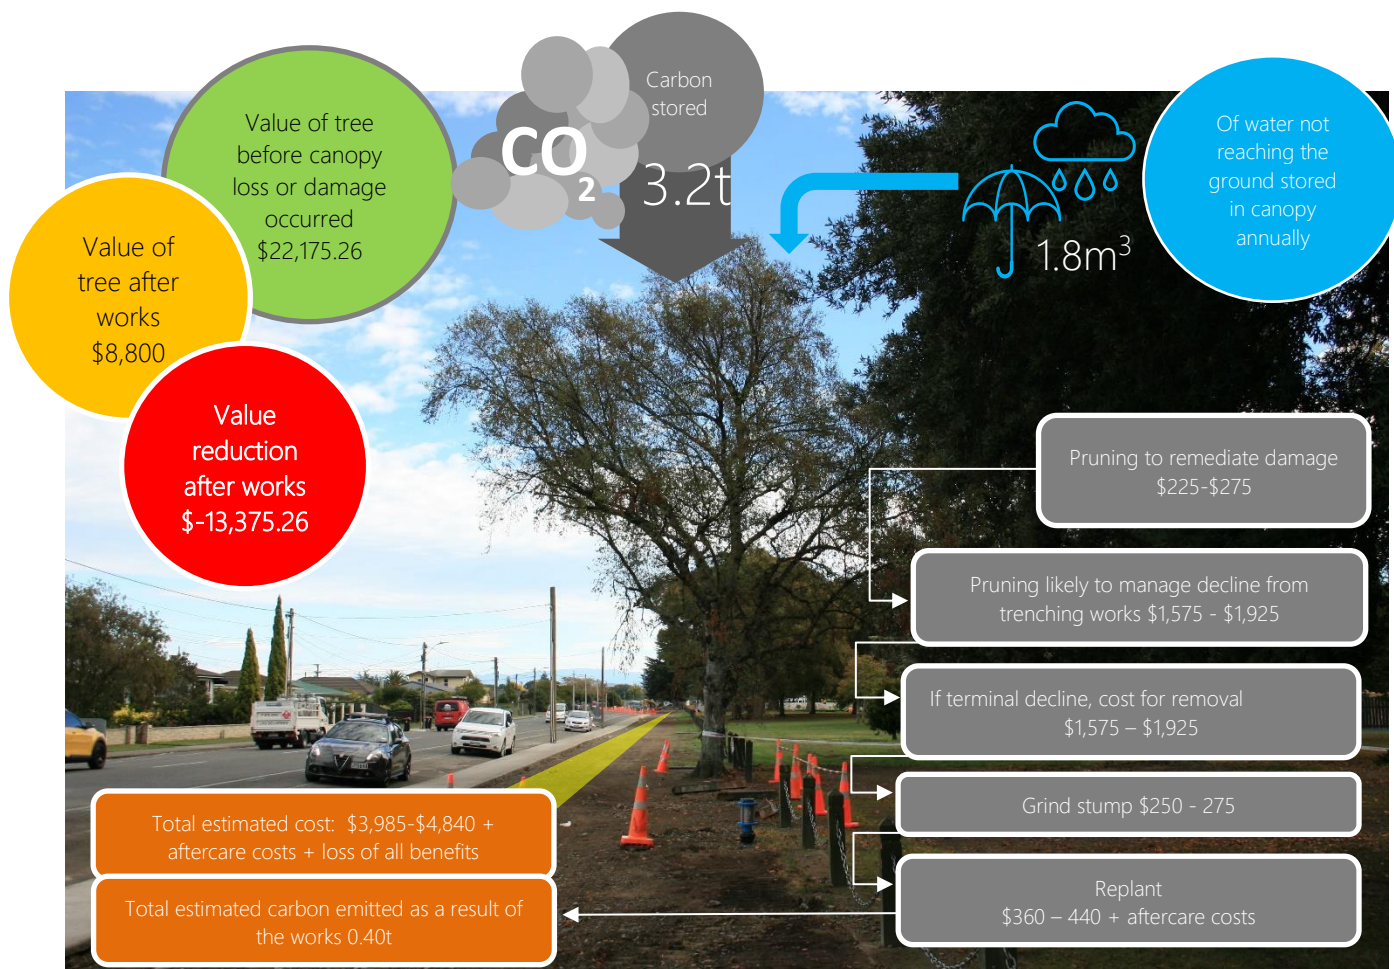 Value of tree
before canopy
loss or damage
occurred
$22,175.26
Value of
tree after
works
$8,800
Value
reduction
after works
$-13,375.26
CO2
Carbon
stored
3.2t
1.8m³
Of water not
reaching the
ground stored
in canopy
annually
Pruning to remediate damage
$225-$275
Pruning likely to manage decline from
trenching works $1,575 - $1,925
If terminal decline, cost for removal
$1,575 – $1,925
Grind stump $250 - 275
Replant
$360 – 440 + aftercare costs
Total estimated cost:  $3,985-$4,840 +
aftercare costs + loss of all benefits
Total estimated carbon emitted as a result of
the works 0.40t